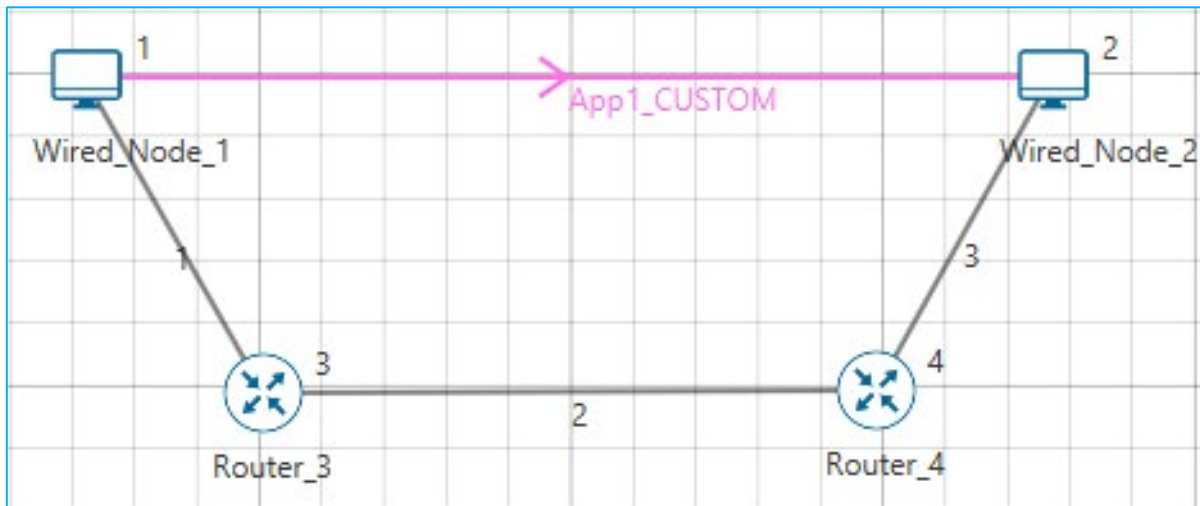 1
2
App1_CUSTOM
Wired_Node_1
Wired_Node_2
1
3
3
4
2
Router_3
Router_4